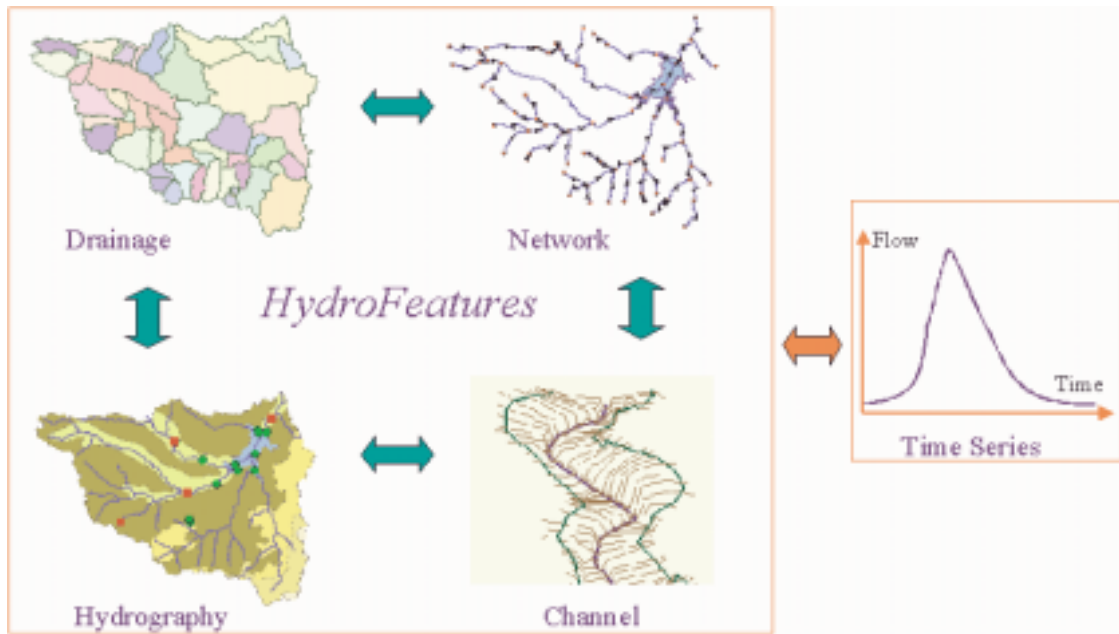 Drainage
Network
HydroFeatures
Hydrography
Channel
Flow
Time
Time Series